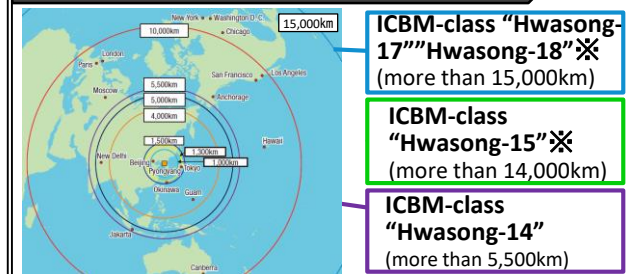 New York
Washington D. C.
15,000km
10,000km
Chicago
London
Paris
San Francisco
Los Angeles
Moscow
5,500km
Anchorage
5,000km
4,000km
1,500km
Hawaii
1,300km
New Delhi
Beijing
Tokyo
1,000km
Pyongyang
Okinawa
Guam
Jakarta
Canberra
ICBM-class “Hwasong-
17””Hwasong-18”※
(more than 15,000km)
ICBM-class
“Hwasong-15”※
(more than 14,000km)
ICBM-class
“Hwasong-14”
(more than 5,500km)